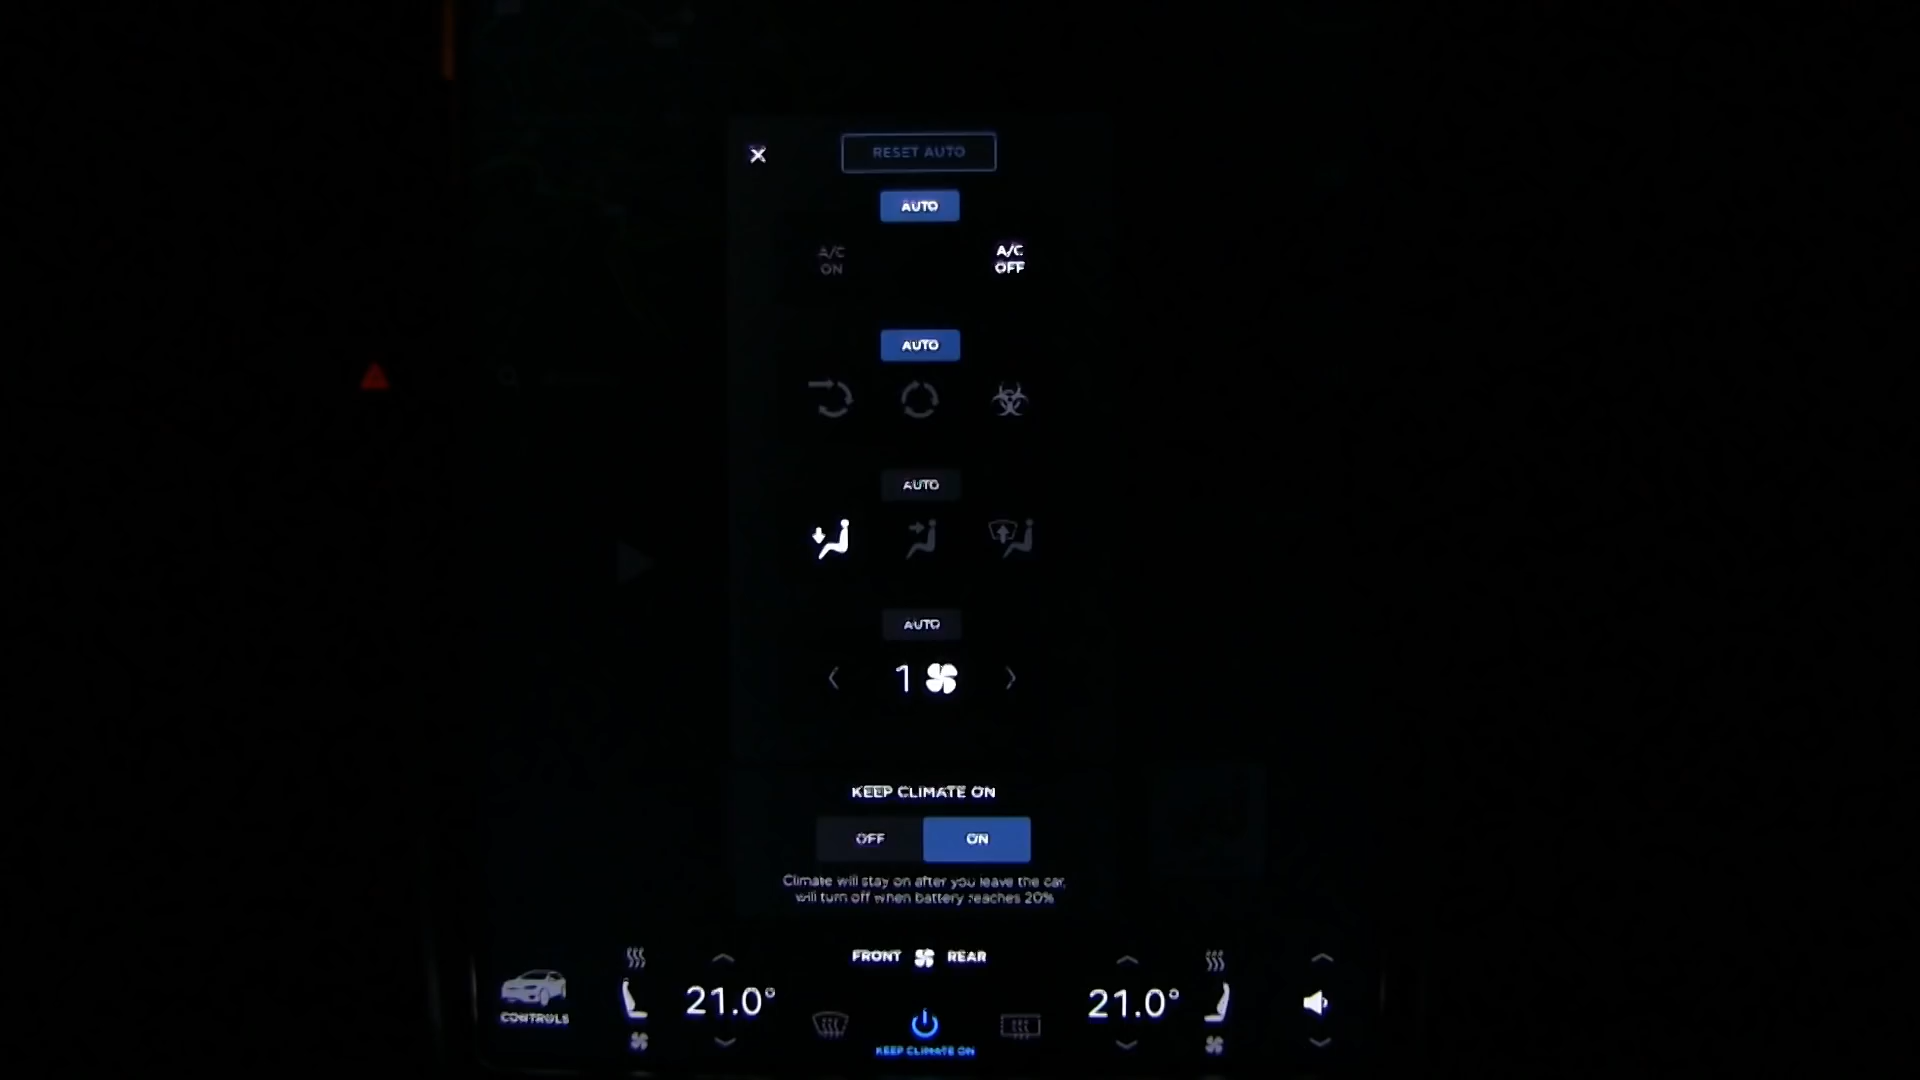 RESET AUTO
AUTO
A/C ON
A/C OFF
AUTO
AUTO
AUTO
1
KEEP CLIMATE ON
OFF ON
Climate will stay on after you leave the car,
will turn off when battery reaches 20%
FRONT REAR
21.0° 21.0°
CONTROLS
KEEP CLIMATE ON